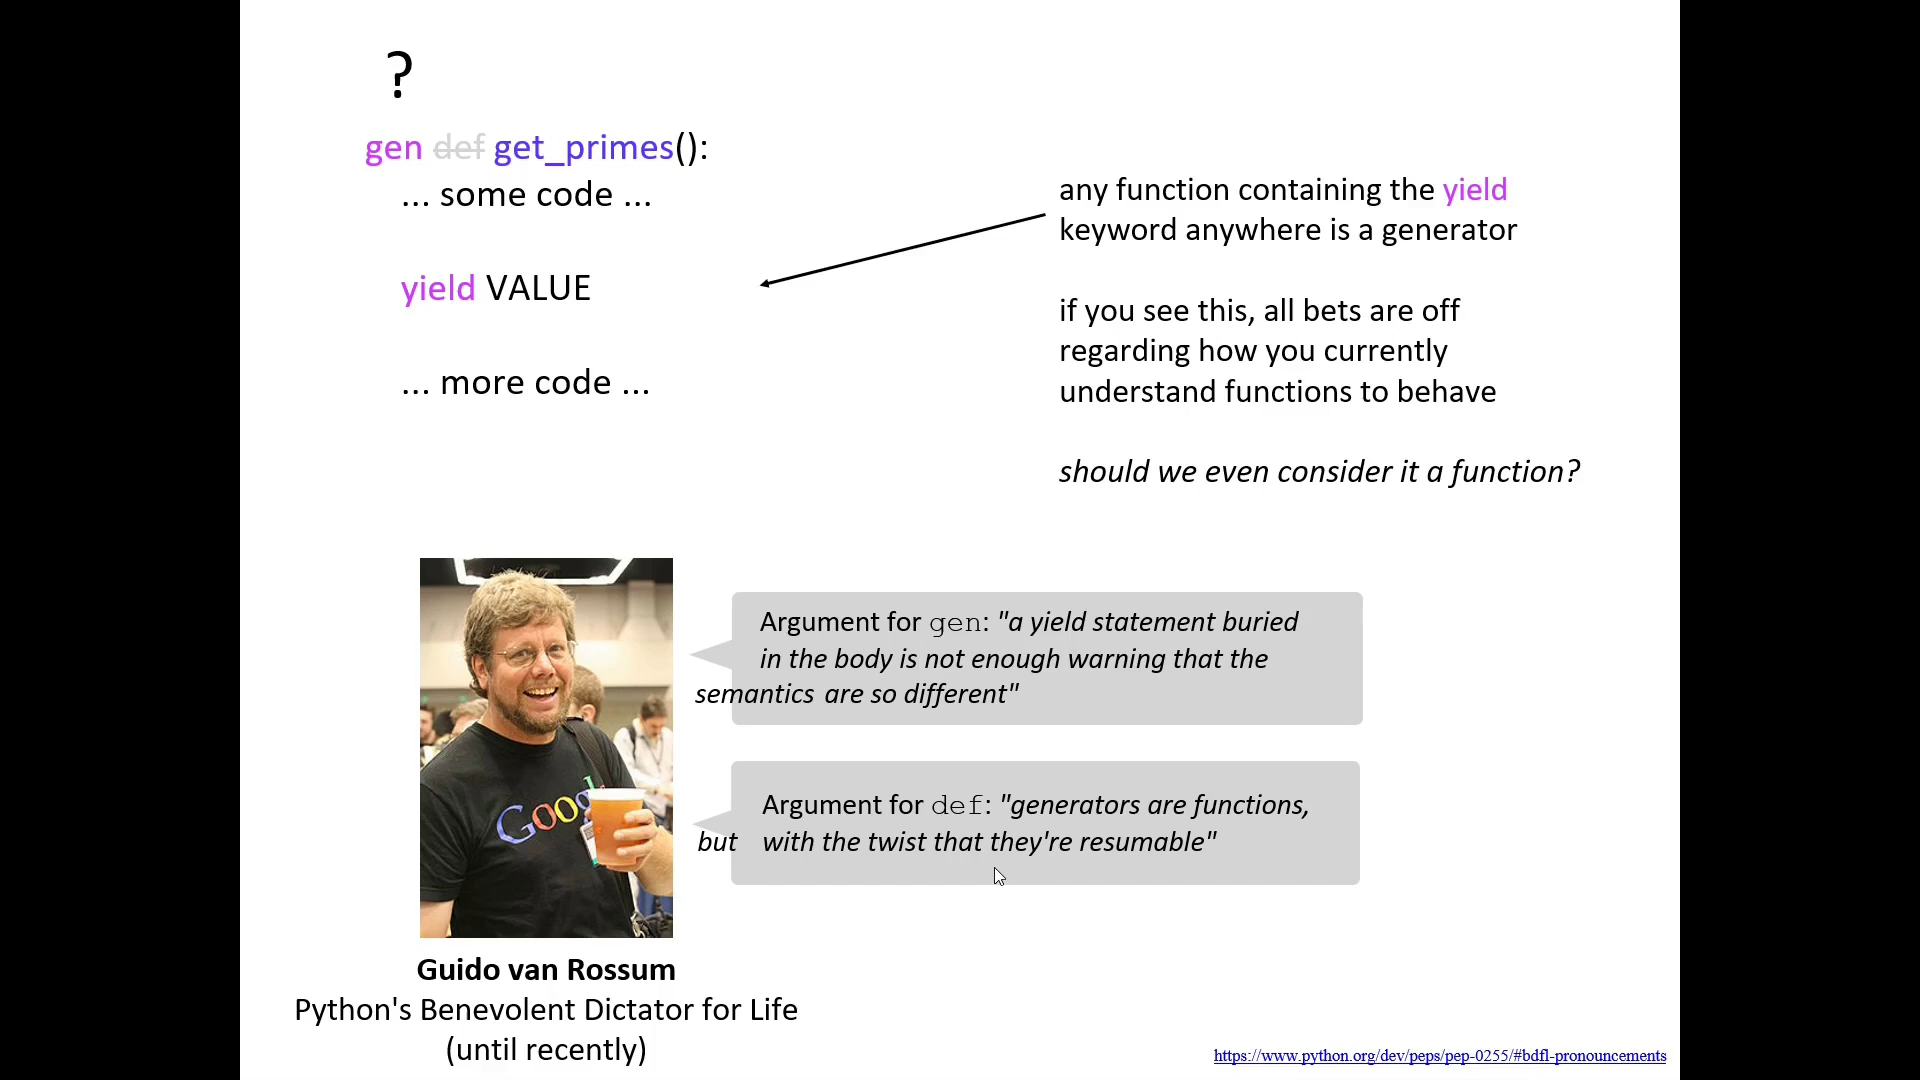 ?
gen def get_primes():
... some code ...
yield VALUE
... more code ...
any function containing the yield
keyword anywhere is a generator
if you see this, all bets are off
regarding how you currently
understand functions to behave
should we even consider it a function?
Google
Argument for gen: "a yield statement buried
in the body is not enough warning that the
semantics are so different"
Argument for def: "generators are functions,
but with the twist that they're resumable"
Guido van Rossum
Python's Benevolent Dictator for Life
(until recently)
https://www.python.org/dev/peps/pep-0255/#bdfl-pronouncements